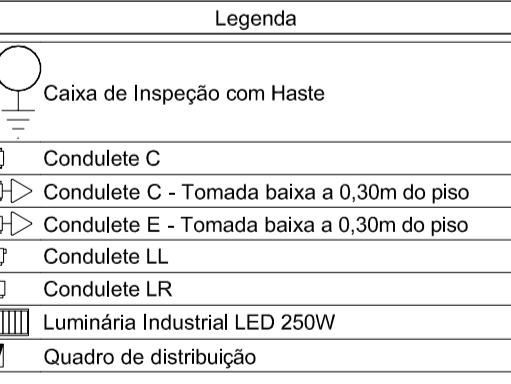 Legenda
Caixa de Inspeção com Haste
Condulete C
Condulete C - Tomada baixa a 0,30m do piso
Condulete E - Tomada baixa a 0,30m do piso
Condulete LL
Condulete LR
Luminária Industrial LED 250W
Quadro de distribuição